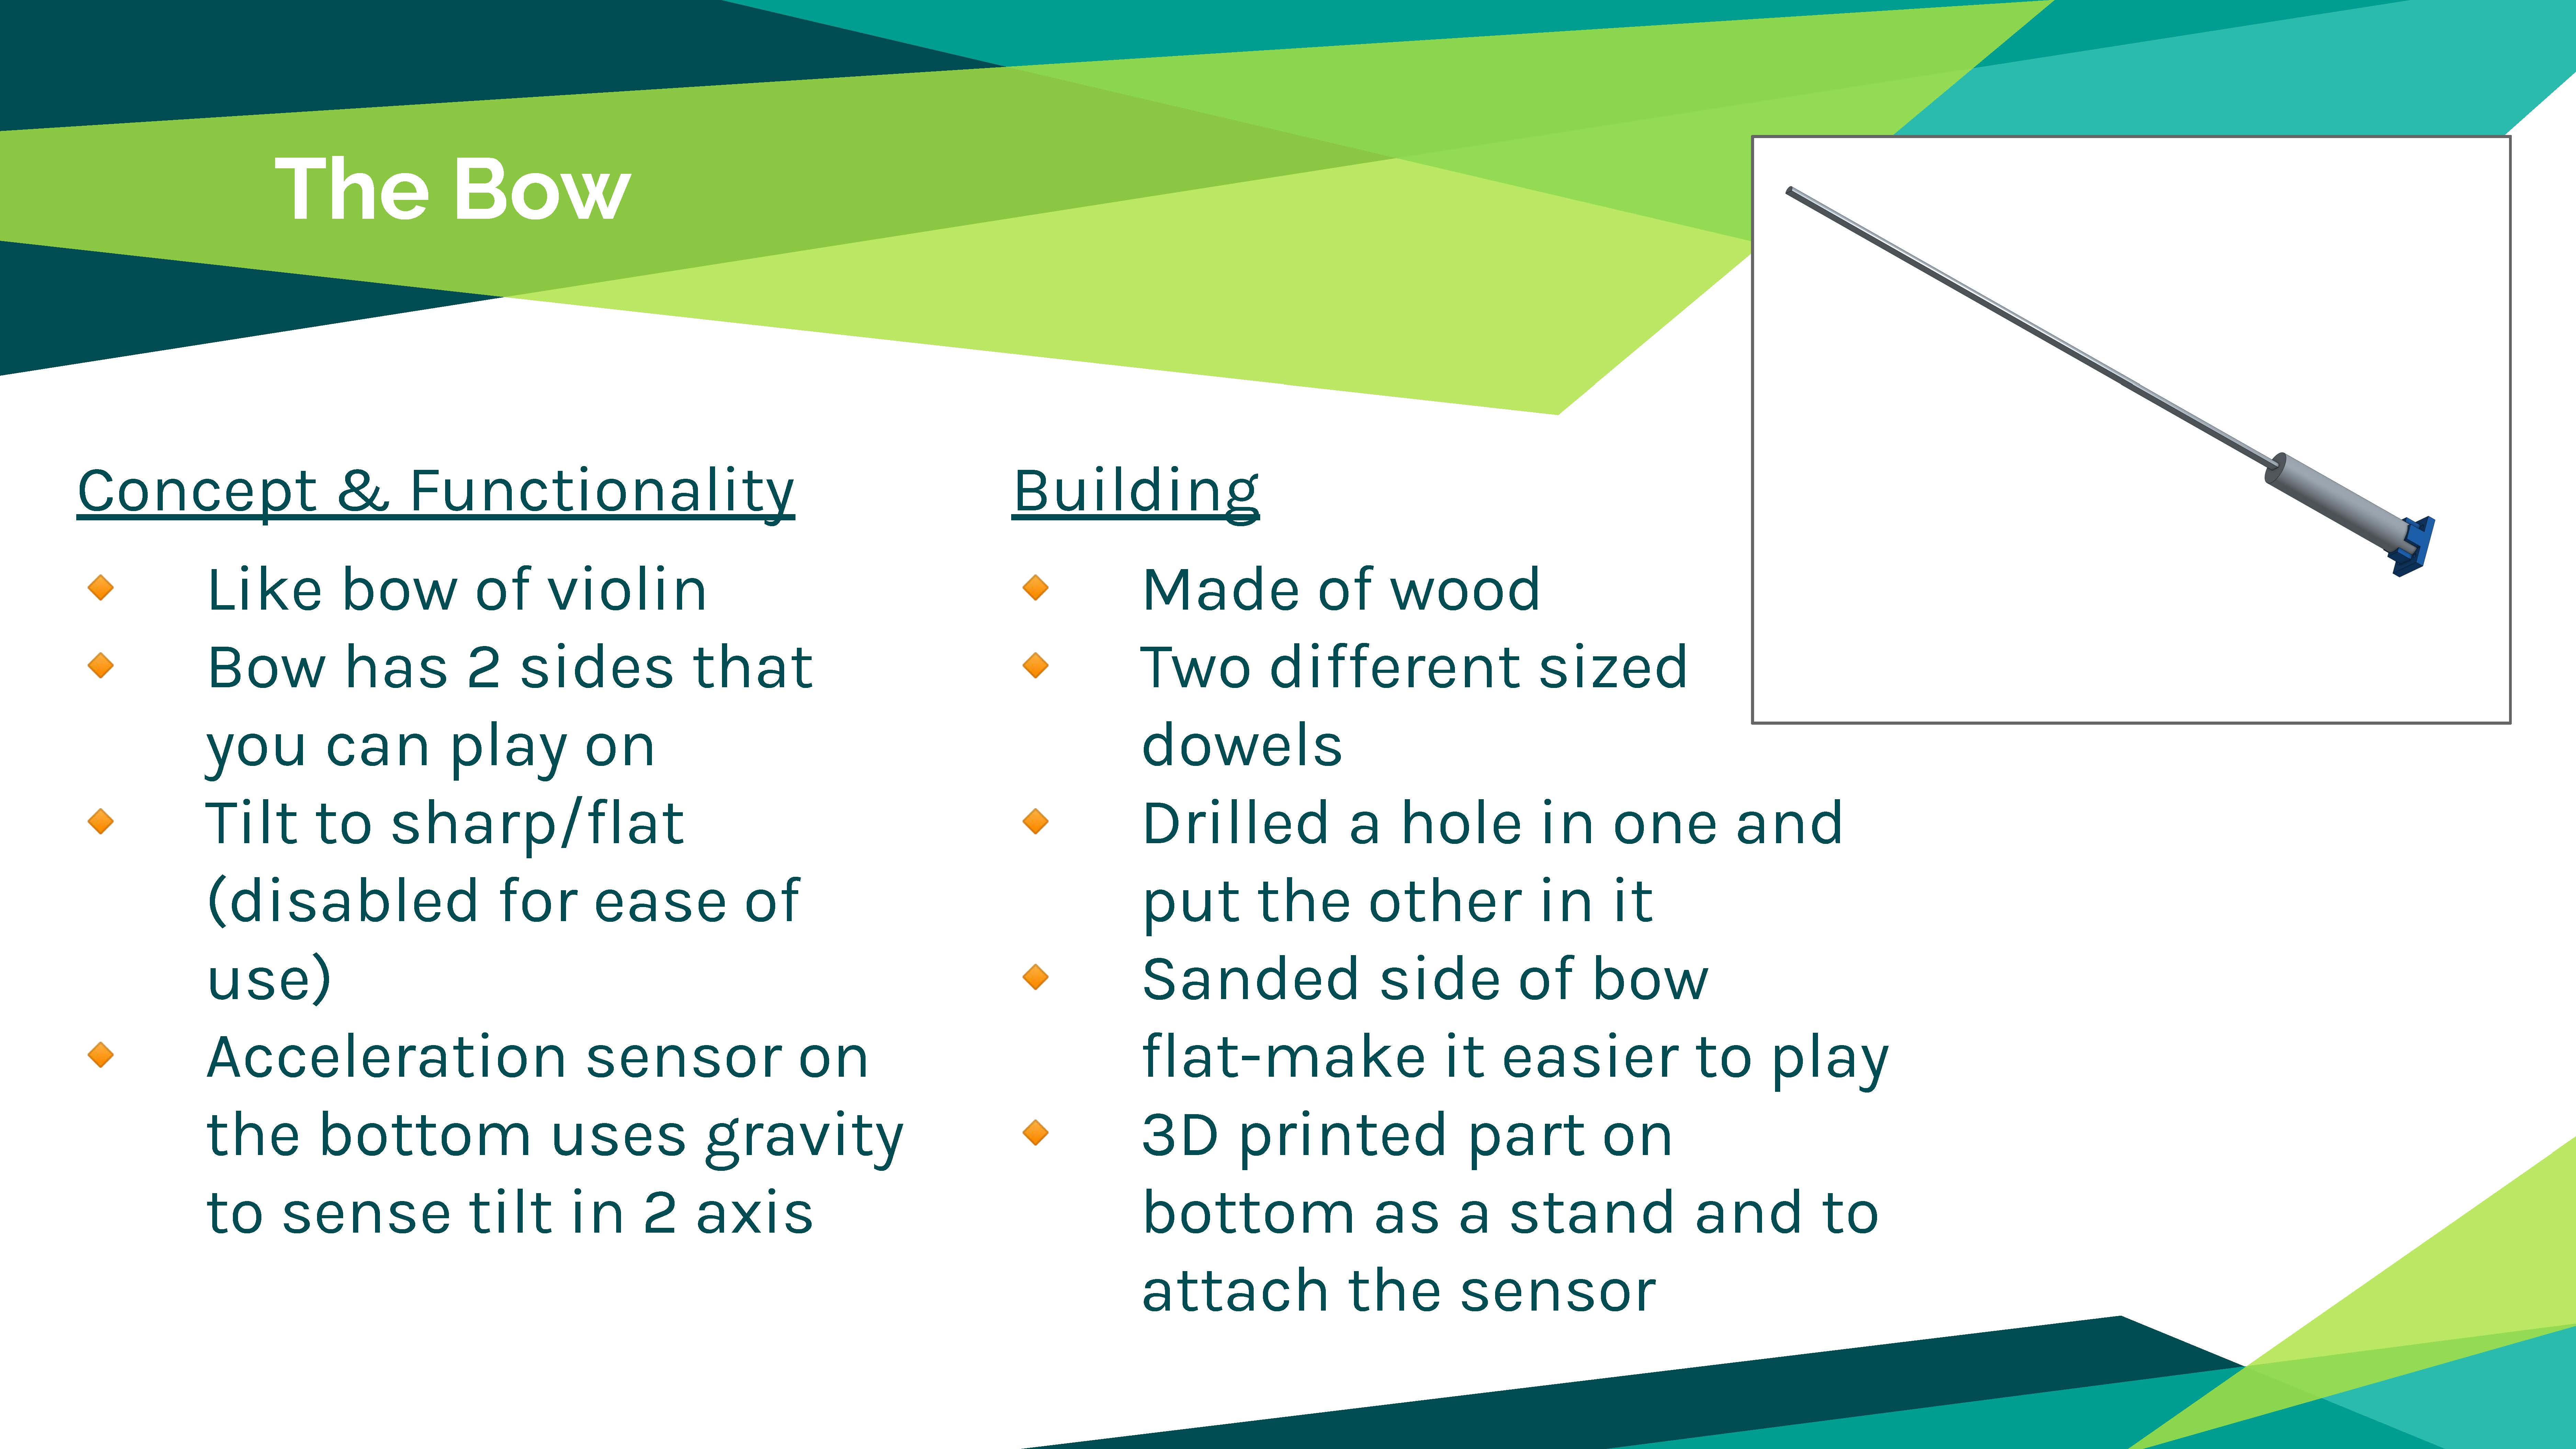 The Bow
Concept & Functionality
Like bow of violin
Bow has 2 sides that
you can play on
Tilt to sharp/flat
(disabled for ease of
use)
Acceleration sensor on
the bottom uses gravity
to sense tilt in 2 axis
Building
Made of wood
Two different sized
dowels
Drilled a hole in one and
put the other in it
Sanded side of bow
flat-make it easier to play
3D printed part on
bottom as a stand and to
attach the sensor